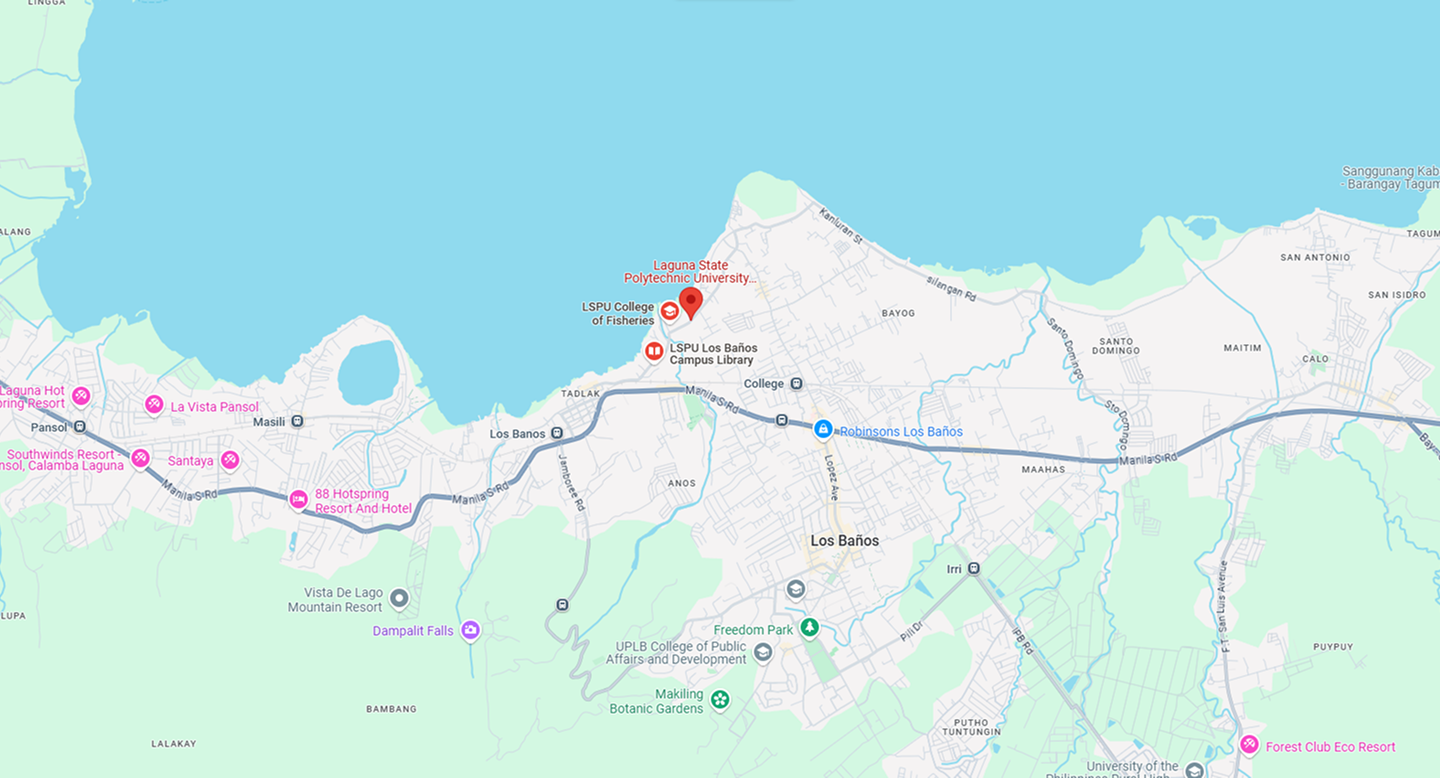 LINGGA
Sanggunang Kab
- Barangay Tagum
ALANG
Kanluran St
TAGUM
SAN ANTONIO
Laguna State
Polytechnic University...
silangan Rd
SAN ISIDRO
LSPU College
of Fisheries
BAYOG
Santo Domingo
SANTO
DOMINGO
MAITIM
CALO
LSPU Los Baños
Campus Library
College
TADLAK
Manila S Rd
Laguna Hot
pring Resort
La Vista Pansol
Masili
Pansol
Los Banos
Robinsons Los Baños
Sto Domingo
Bay
Southwinds Resort -
nsol, Calamba Laguna
Santaya
Manila S Rd
MAAHAS
Manila S Rd
Jamboree Rd
Lopez Ave
ANOS
88 Hotspring
Resort And Hotel
Manila S Rd
Los Baños
Irri
Vista De Lago
Mountain Resort
LUPA
F.T. San Luis Avenue
Dampalit Falls
Freedom Park
Pili Dr
IPB Rd
UPLB College of Public
Affairs and Development
PUYPUY
Makiling
Botanic Gardens
BAMBANG
PUTHO
TUNTUNGIN
LALAKAY
Forest Club Eco Resort
University of the
Philippines Rural High